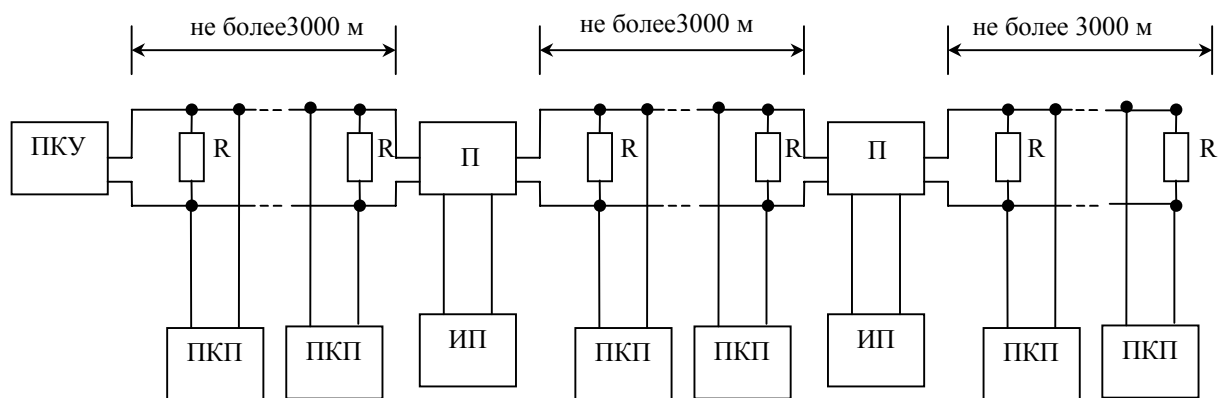 не более3000 м
не более3000 м
не более 3000 м
ПКУ
R
R
П
R
R
П
R
R
ПКП
ПКП
ИП
ПКП
ПКП
ИП
ПКП
ПКП